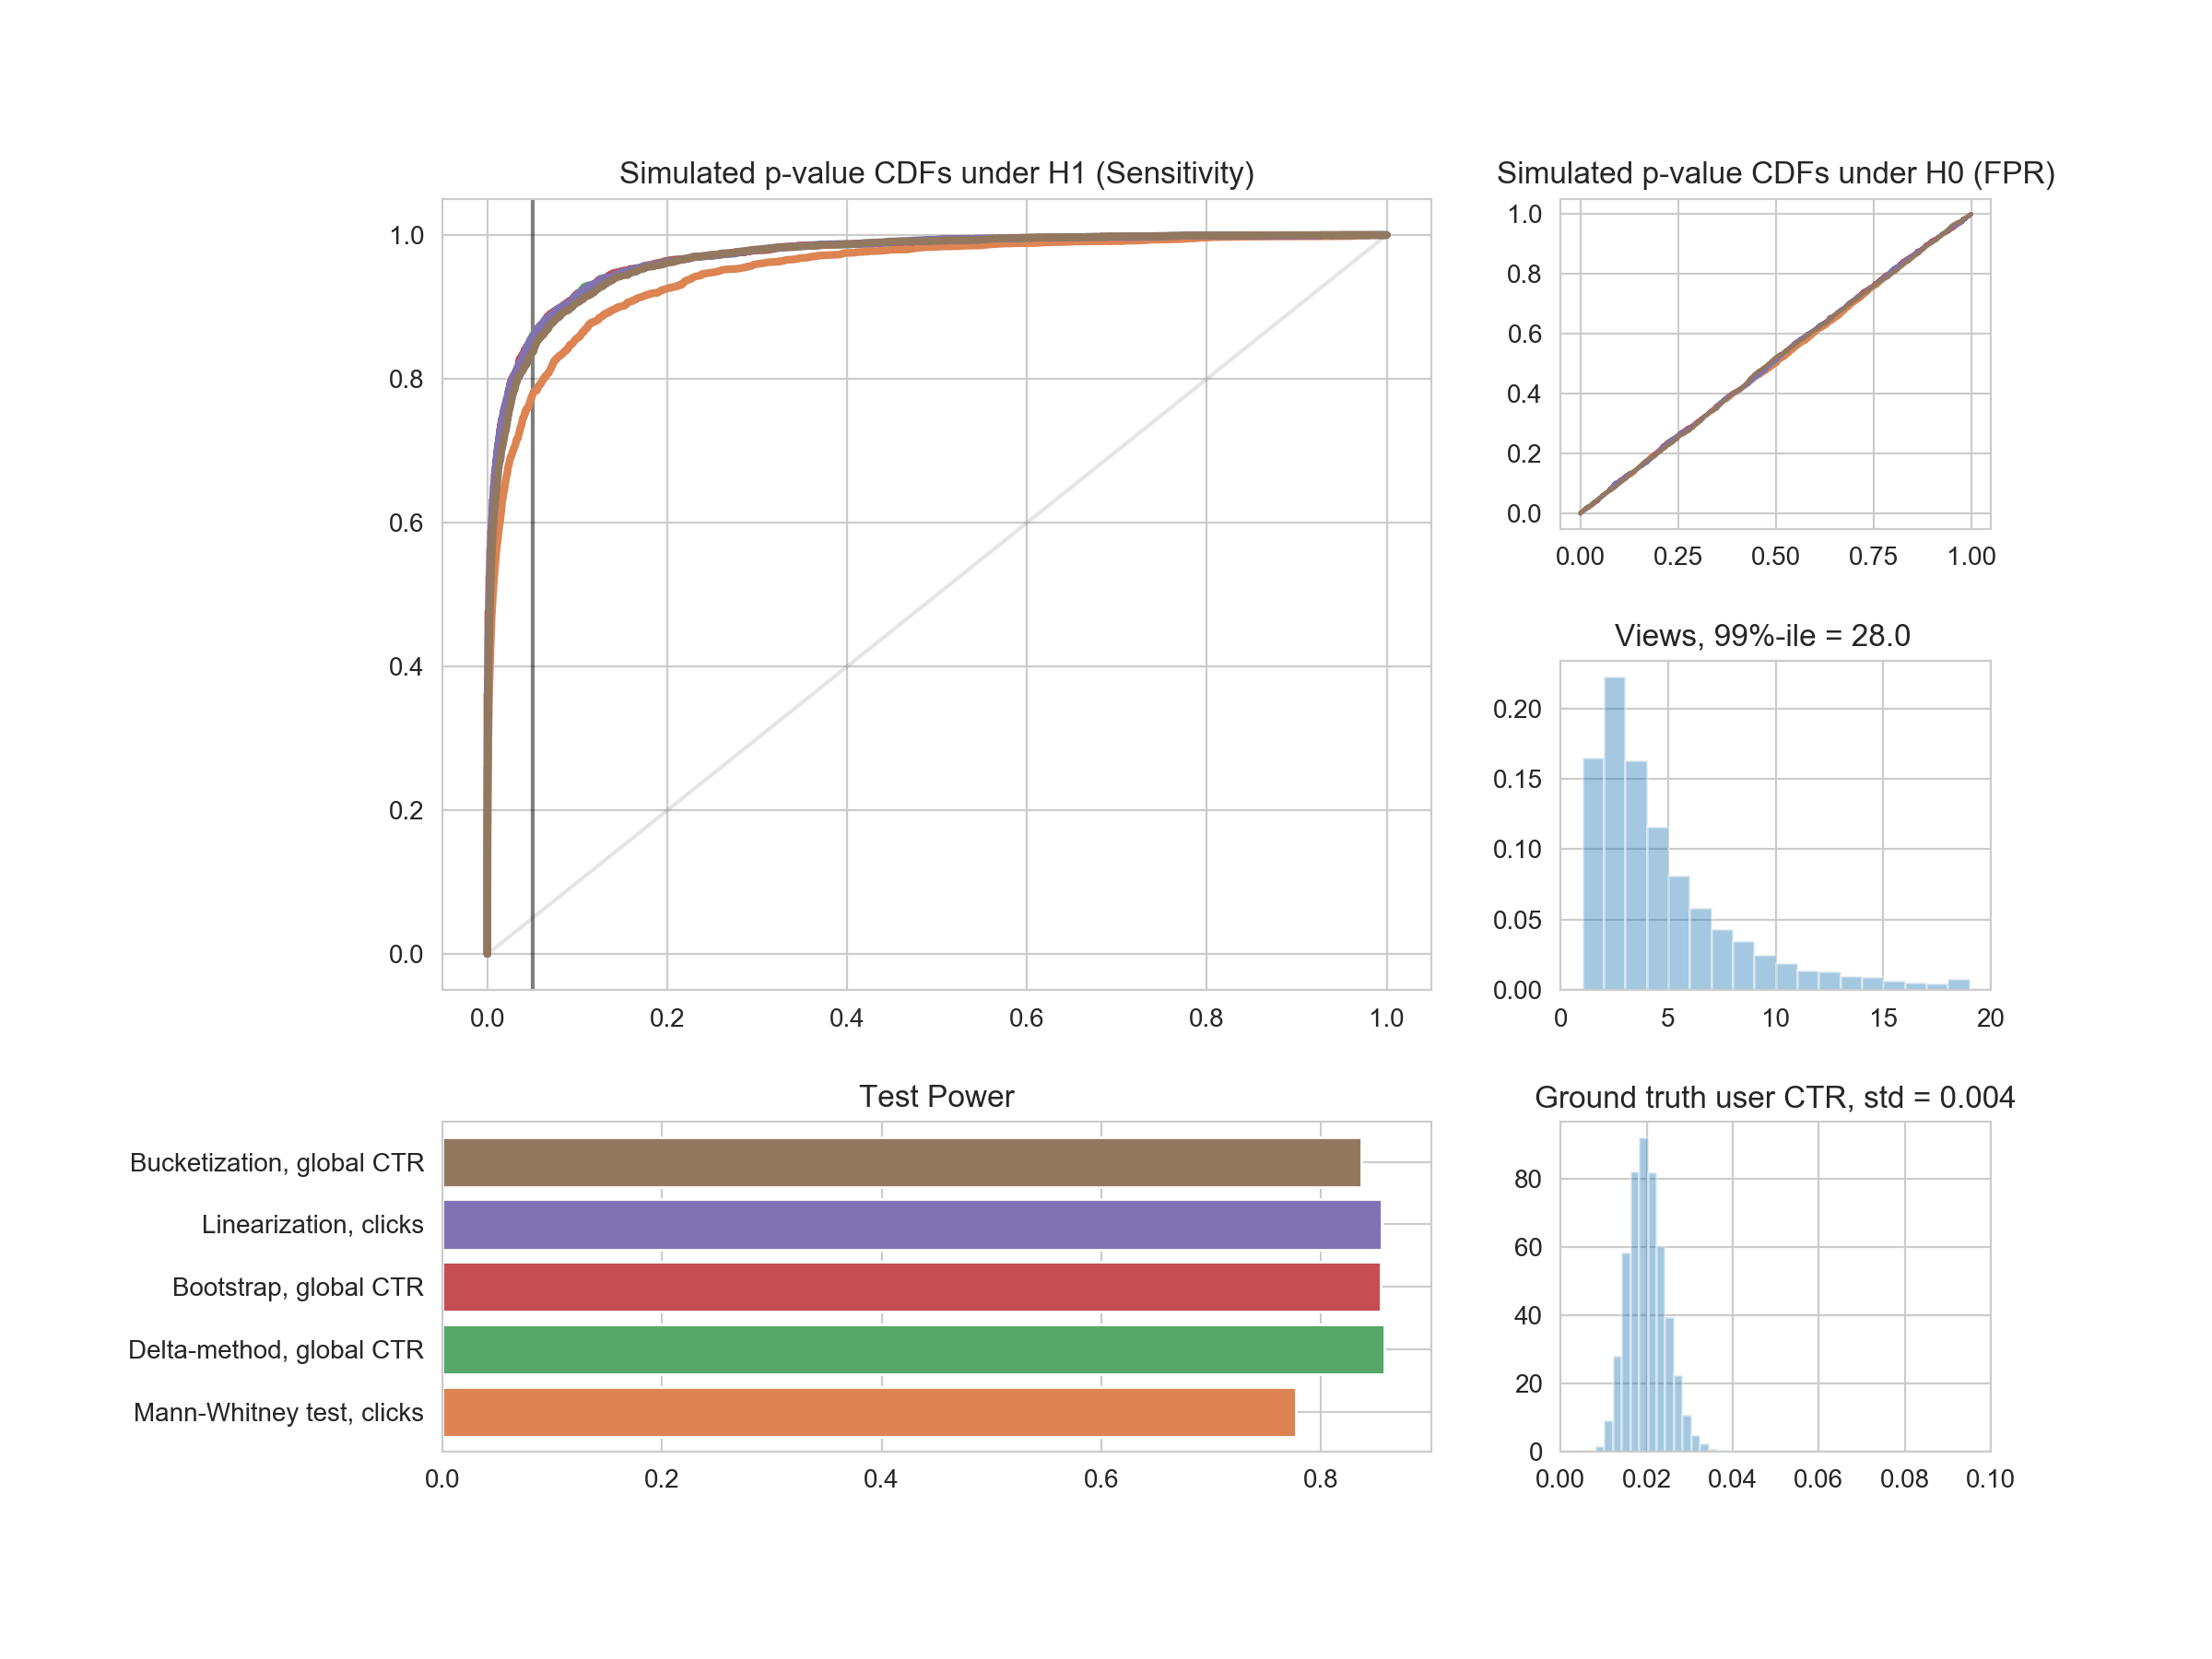 Simulated p-value CDFs under H1 (Sensitivity)
1.0
0.8
0.6
0.4
0.2
0.0
0.0 0.2 0.4 0.6 0.8 1.0
Simulated p-value CDFs under H0 (FPR)
1.0
0.8
0.6
0.4
0.2
0.0
0.00 0.25 0.50 0.75 1.00
Views, 99%-ile = 28.0
0.20
0.15
0.10
0.05
0.00
0 5 10 15 20
Test Power
Bucketization, global CTR
Linearization, clicks
Bootstrap, global CTR
Delta-method, global CTR
Mann-Whitney test, clicks
0.0 0.2 0.4 0.6 0.8
Ground truth user CTR, std = 0.004
80
60
40
20
0
0.00 0.02 0.04 0.06 0.08 0.10